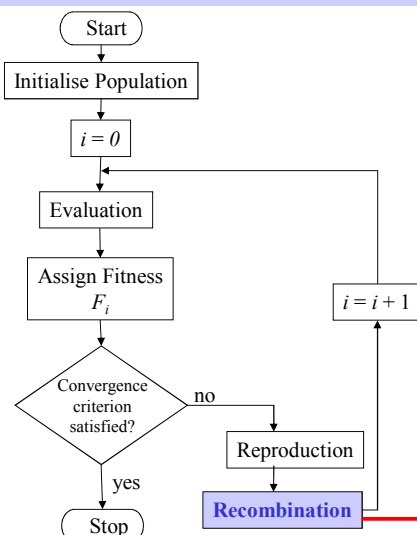 Start
Initialise Population
i = 0
Evaluation
Assign Fitness
F_i
i = i + 1
Convergence
criterion
satisfied?
no
Reproduction
yes
Recombination
Stop